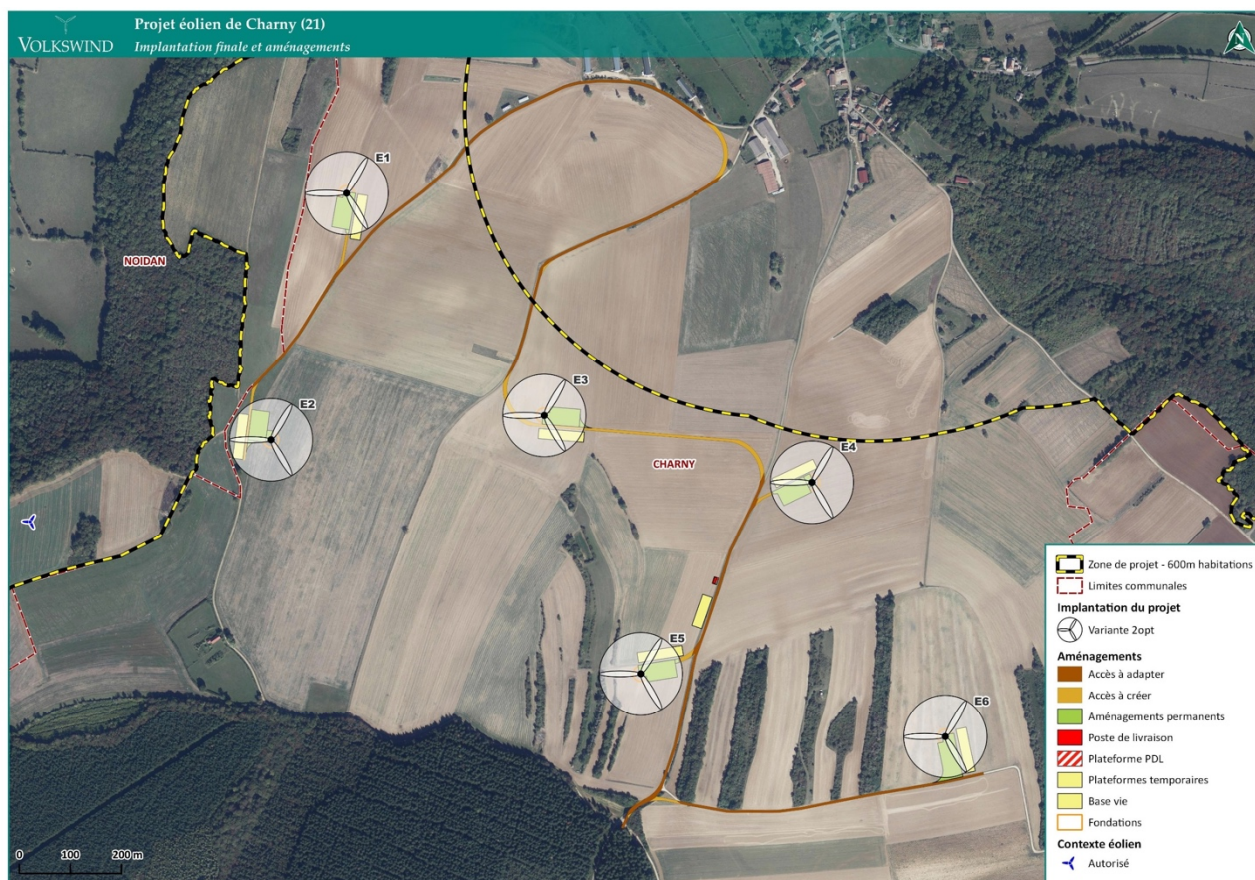 Projet éolien de Charny (21)
VOLKSWIND
Implantation finale et aménagements
N
E1
NOIDAN
E3
E2
E4
CHARNY
E5
E6
Zone de projet - 600m habitations
Limites communales
Implantation du projet
Variante 2opt
Aménagements
Accès à adapter
Accès à créer
Aménagements permanents
Poste de livraison
Plateforme PDL
Plateformes temporaires
Base vie
Fondations
Contexte éolien
Autorisé
0 100 200 m